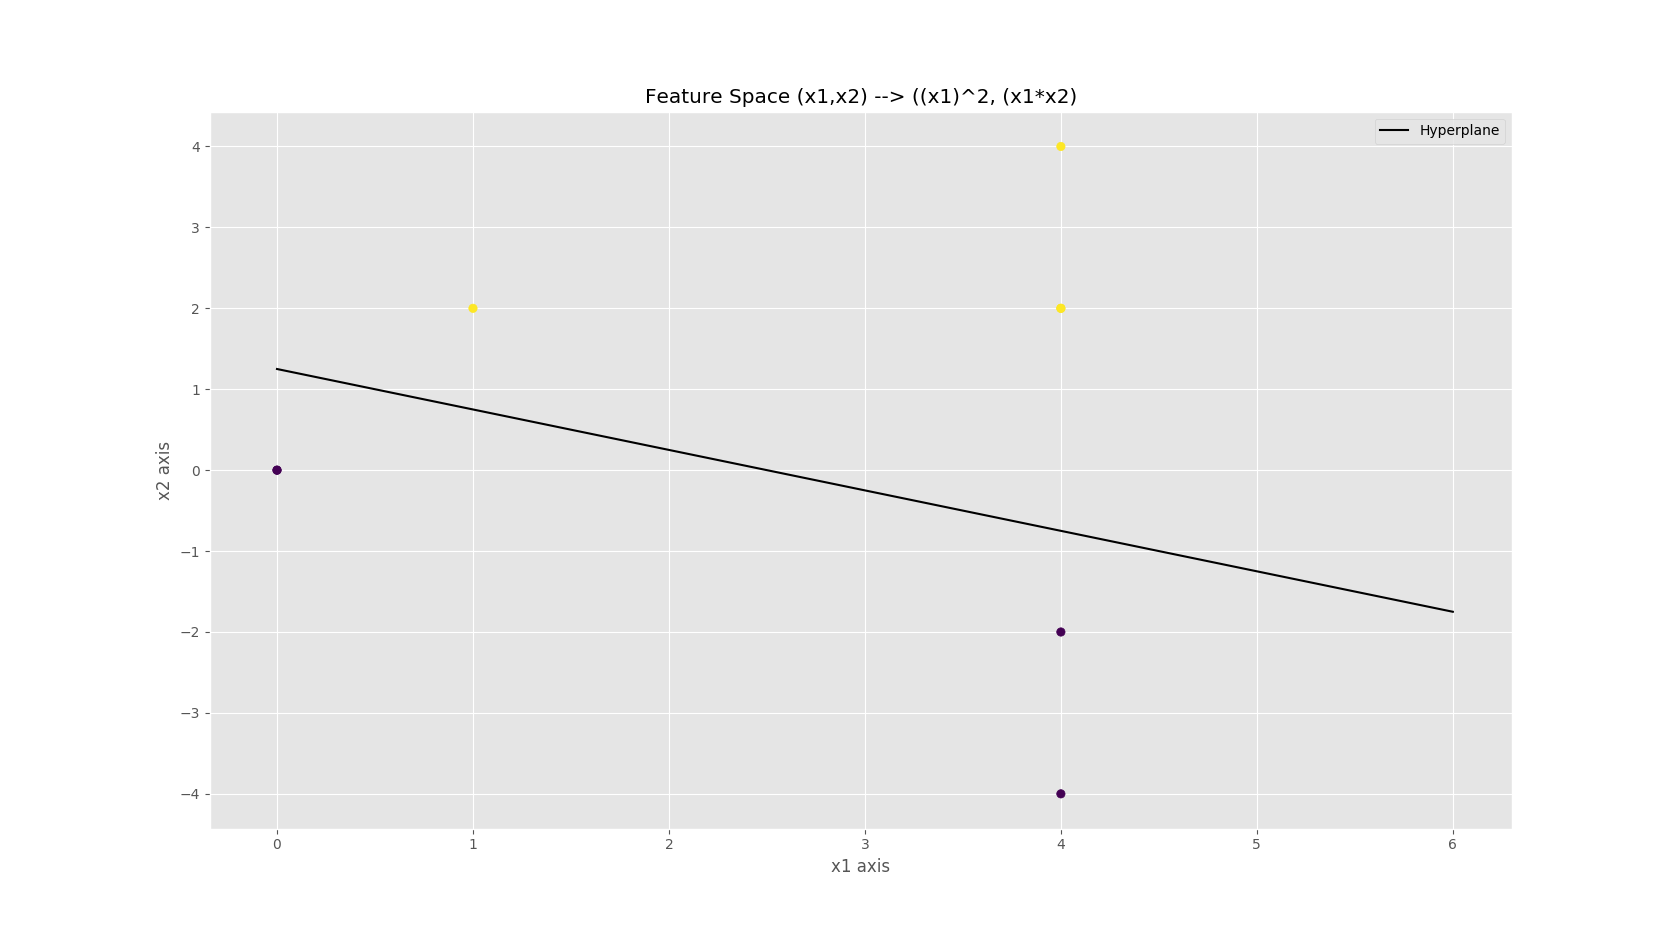 Feature Space (x1,x2) --> ((x1)^2, (x1*x2)
Hyperplane
4
3
2
1
0
−1
−2
−3
−4
x2 axis
0 1 2 3 4 5 6
x1 axis